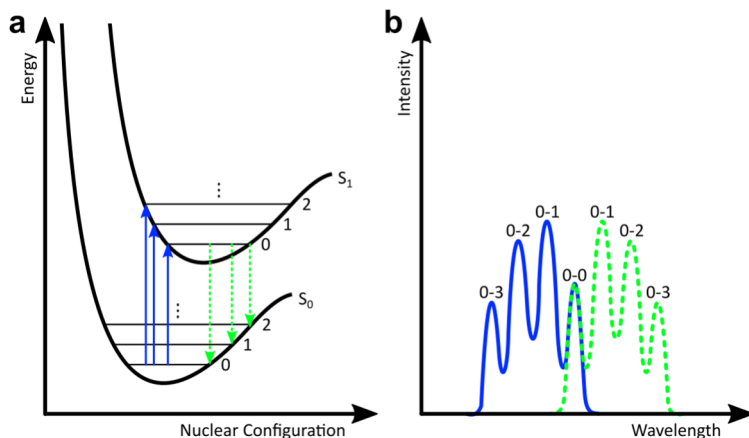 a
Energy
S₁
⋮
2
1
0
S₀
⋮
2
1
0
Nuclear Configuration
b
Intensity
0-1
0-1
0-2
0-2
0-0
0-3
0-3
Wavelength